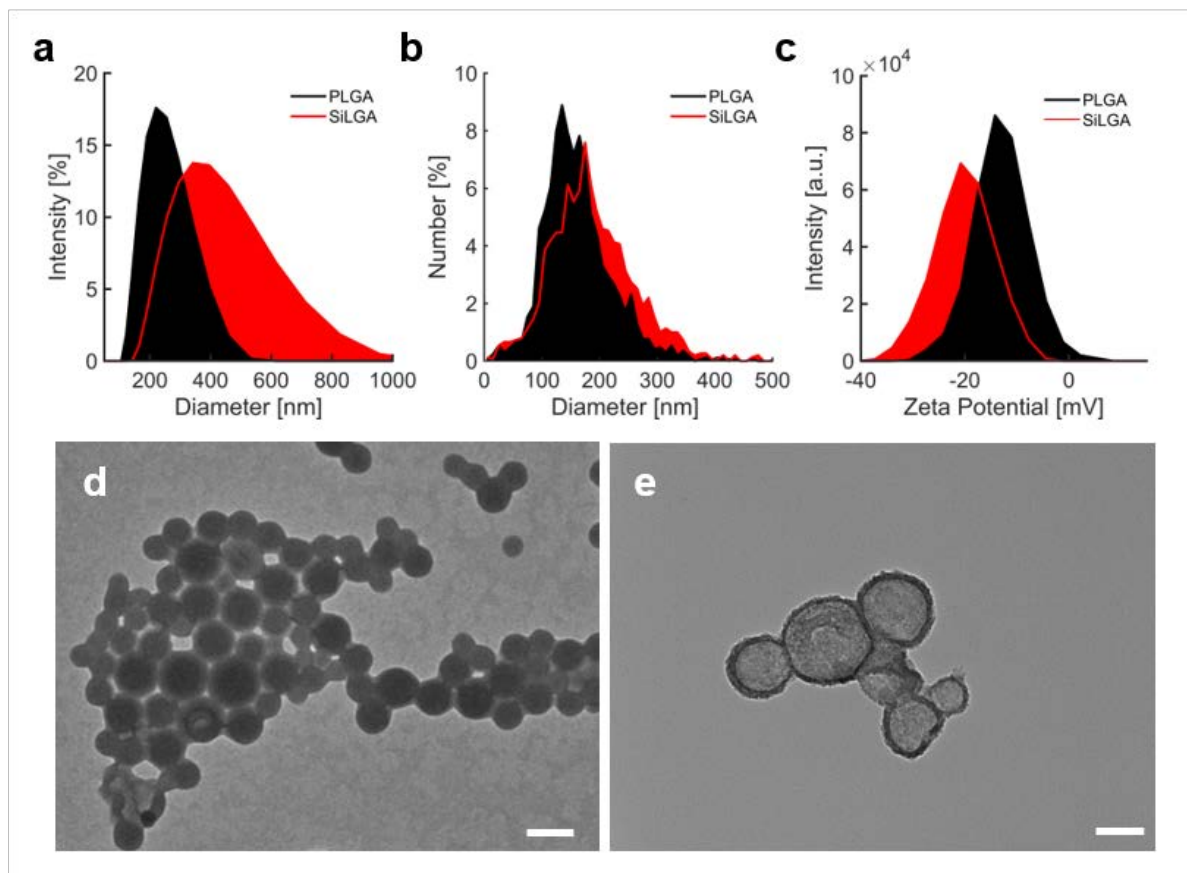 a
20
15
10
5
0
200 400 600 800 1000
Intensity [%]
Diameter [nm]
PLGA
SiLGA
b
10
8
6
4
2
0
0 100 200 300 400 500
Number [%]
Diameter [nm]
PLGA
SiLGA
c
×10⁴
10
8
6
4
2
0
-40 -20 0
Intensity [a.u.]
Zeta Potential [mV]
PLGA
SiLGA
d
e